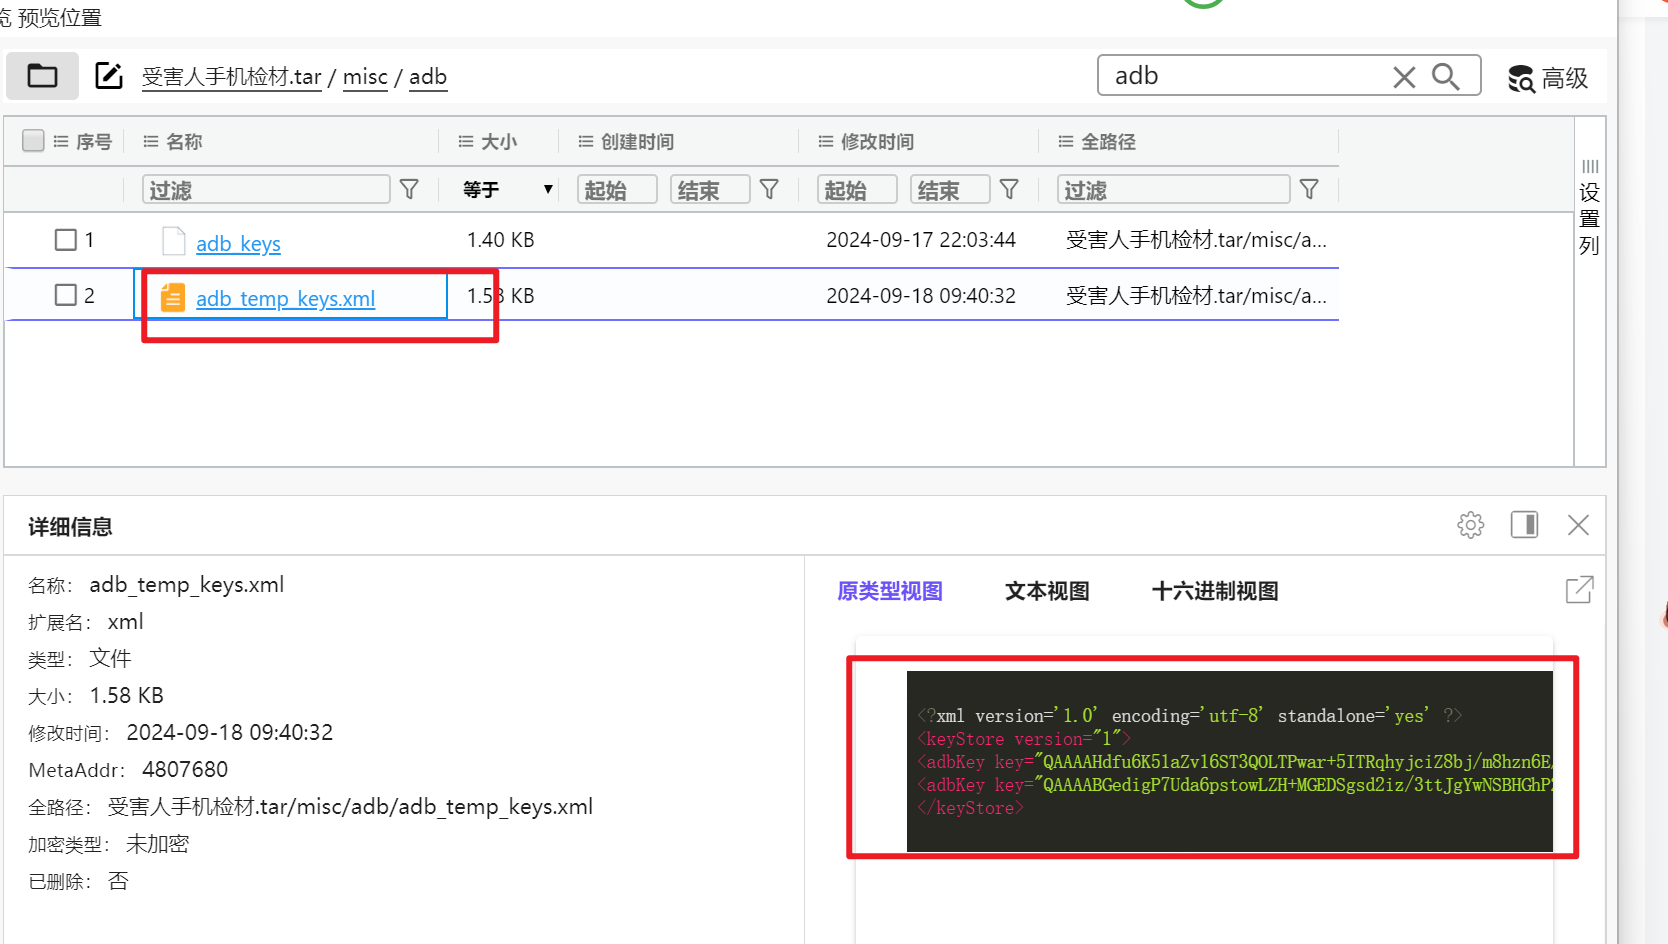 览 预览位置
受害人手机检材.tar / misc / adb
adb
高级
序号 名称 大小 创建时间 修改时间 全路径
过滤 等于 起始 结束 起始 结束 过滤
设置列
1 adb_keys 1.40 KB 2024-09-17 22:03:44 受害人手机检材.tar/misc/a...
2 adb_temp_keys.xml 1.58 KB 2024-09-18 09:40:32 受害人手机检材.tar/misc/a...
详细信息
名称： adb_temp_keys.xml
扩展名： xml
类型： 文件
大小： 1.58 KB
修改时间： 2024-09-18 09:40:32
MetaAddr： 4807680
全路径： 受害人手机检材.tar/misc/adb/adb_temp_keys.xml
加密类型： 未加密
已删除： 否
原类型视图 文本视图 十六进制视图
<?xml version='1.0' encoding='utf-8' standalone='yes' ?>
<keyStore version="1">
<adbKey key="QAAAAHdfu6K51aZvl6ST3QOLTPwar+5ITRqhyjciZ8bj/m8hzn6E/
<adbKey key="QAAAABGedigP7Uda6pstowLZH+MGEDSgsd2iz/3ttJgYwNSBHGhP
</keyStore>